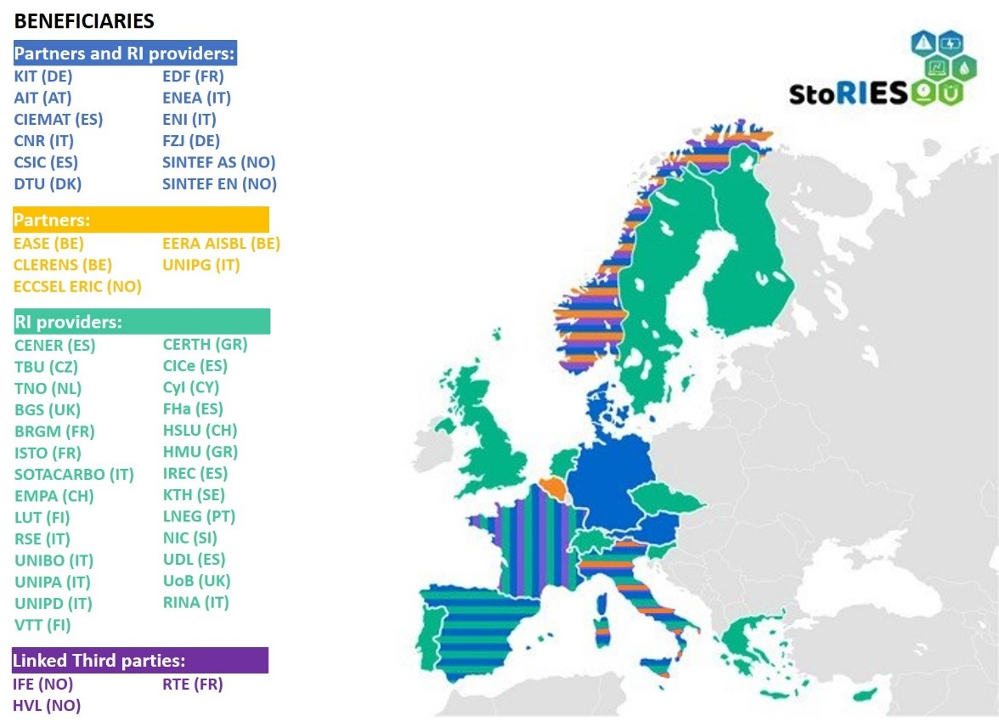 BENEFICIARIES
Partners and RI providers:
KIT (DE)
AIT (AT)
CIEMAT (ES)
CNR (IT)
CSIC (ES)
DTU (DK)
EDF (FR)
ENEA (IT)
ENI (IT)
FZJ (DE)
SINTEF AS (NO)
SINTEF EN (NO)
Partners:
EASE (BE)
CLERENS (BE)
ECCSEL ERIC (NO)
EERA AISBL (BE)
UNIPG (IT)
RI providers:
CENER (ES)
TBU (CZ)
TNO (NL)
BGS (UK)
BRGM (FR)
ISTO (FR)
SOTACARBO (IT)
EMPA (CH)
LUT (FI)
RSE (IT)
UNIBO (IT)
UNIPA (IT)
UNIPD (IT)
VTT (FI)
CERTH (GR)
CICe (ES)
CyI (CY)
FHa (ES)
HSLU (CH)
HMU (GR)
IREC (ES)
KTH (SE)
LNEG (PT)
NIC (SI)
UDL (ES)
UoB (UK)
RINA (IT)
Linked Third parties:
IFE (NO)
HVL (NO)
RTE (FR)
StoRIES